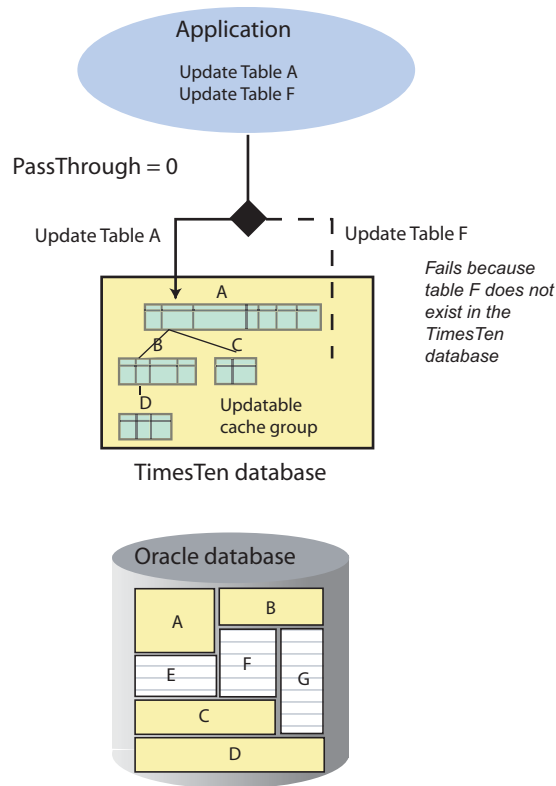 Application
Update Table A
Update Table F
PassThrough = 0
Update Table A
Update Table F
Fails because
table F does not
exist in the
TimesTen
database
A
B
C
D
Updatable
cache group
TimesTen database
Oracle database
A
B
E
F
G
C
D